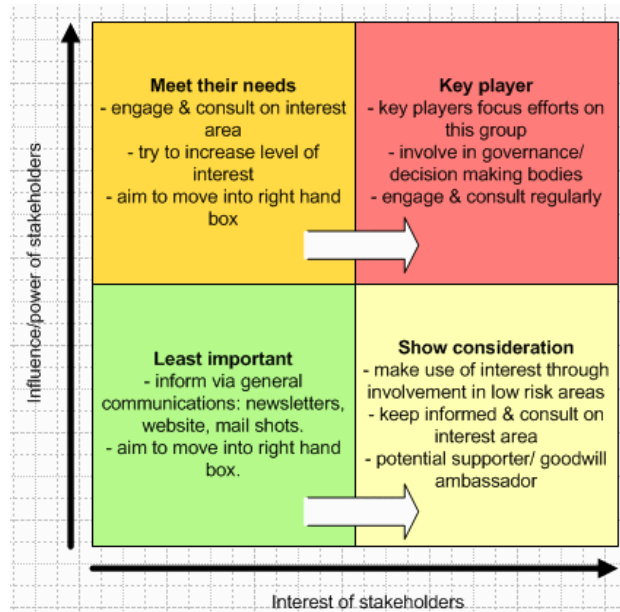 Influence/power of stakeholders
Meet their needs
- engage & consult on interest
area
- try to increase level of
interest
- aim to move into right hand
box
Key player
- key players focus efforts on
this group
- involve in governance/
decision making bodies
- engage & consult regularly
Least important
- inform via general
communications: newsletters,
website, mail shots.
- aim to move into right hand
box.
Show consideration
- make use of interest through
involvement in low risk areas
- keep informed & consult on
interest area
- potential supporter/ goodwill
ambassador
Interest of stakeholders